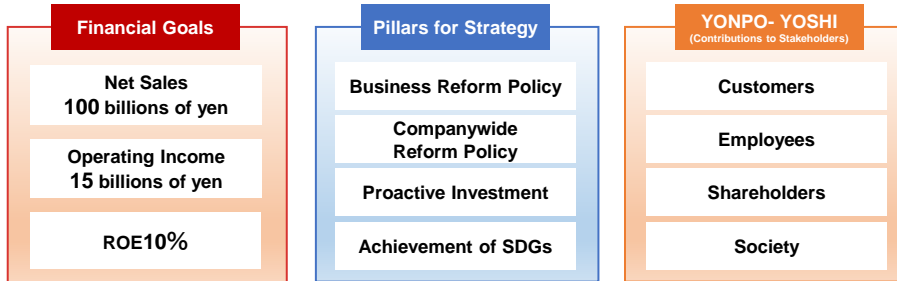 Financial Goals
Net Sales
100 billions of yen
Operating Income
15 billions of yen
ROE10%
Pillars for Strategy
Business Reform Policy
Companywide
Reform Policy
Proactive Investment
Achievement of SDGs
YONPO- YOSHI
(Contributions to Stakeholders)
Customers
Employees
Shareholders
Society